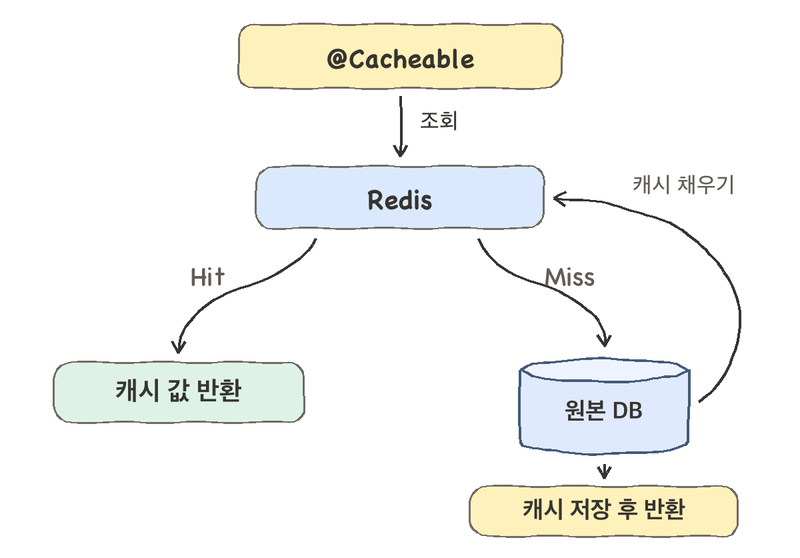 @Cacheable
조회
캐시 채우기
Redis
Hit
Miss
캐시 값 반환
원본 DB
캐시 저장 후 반환